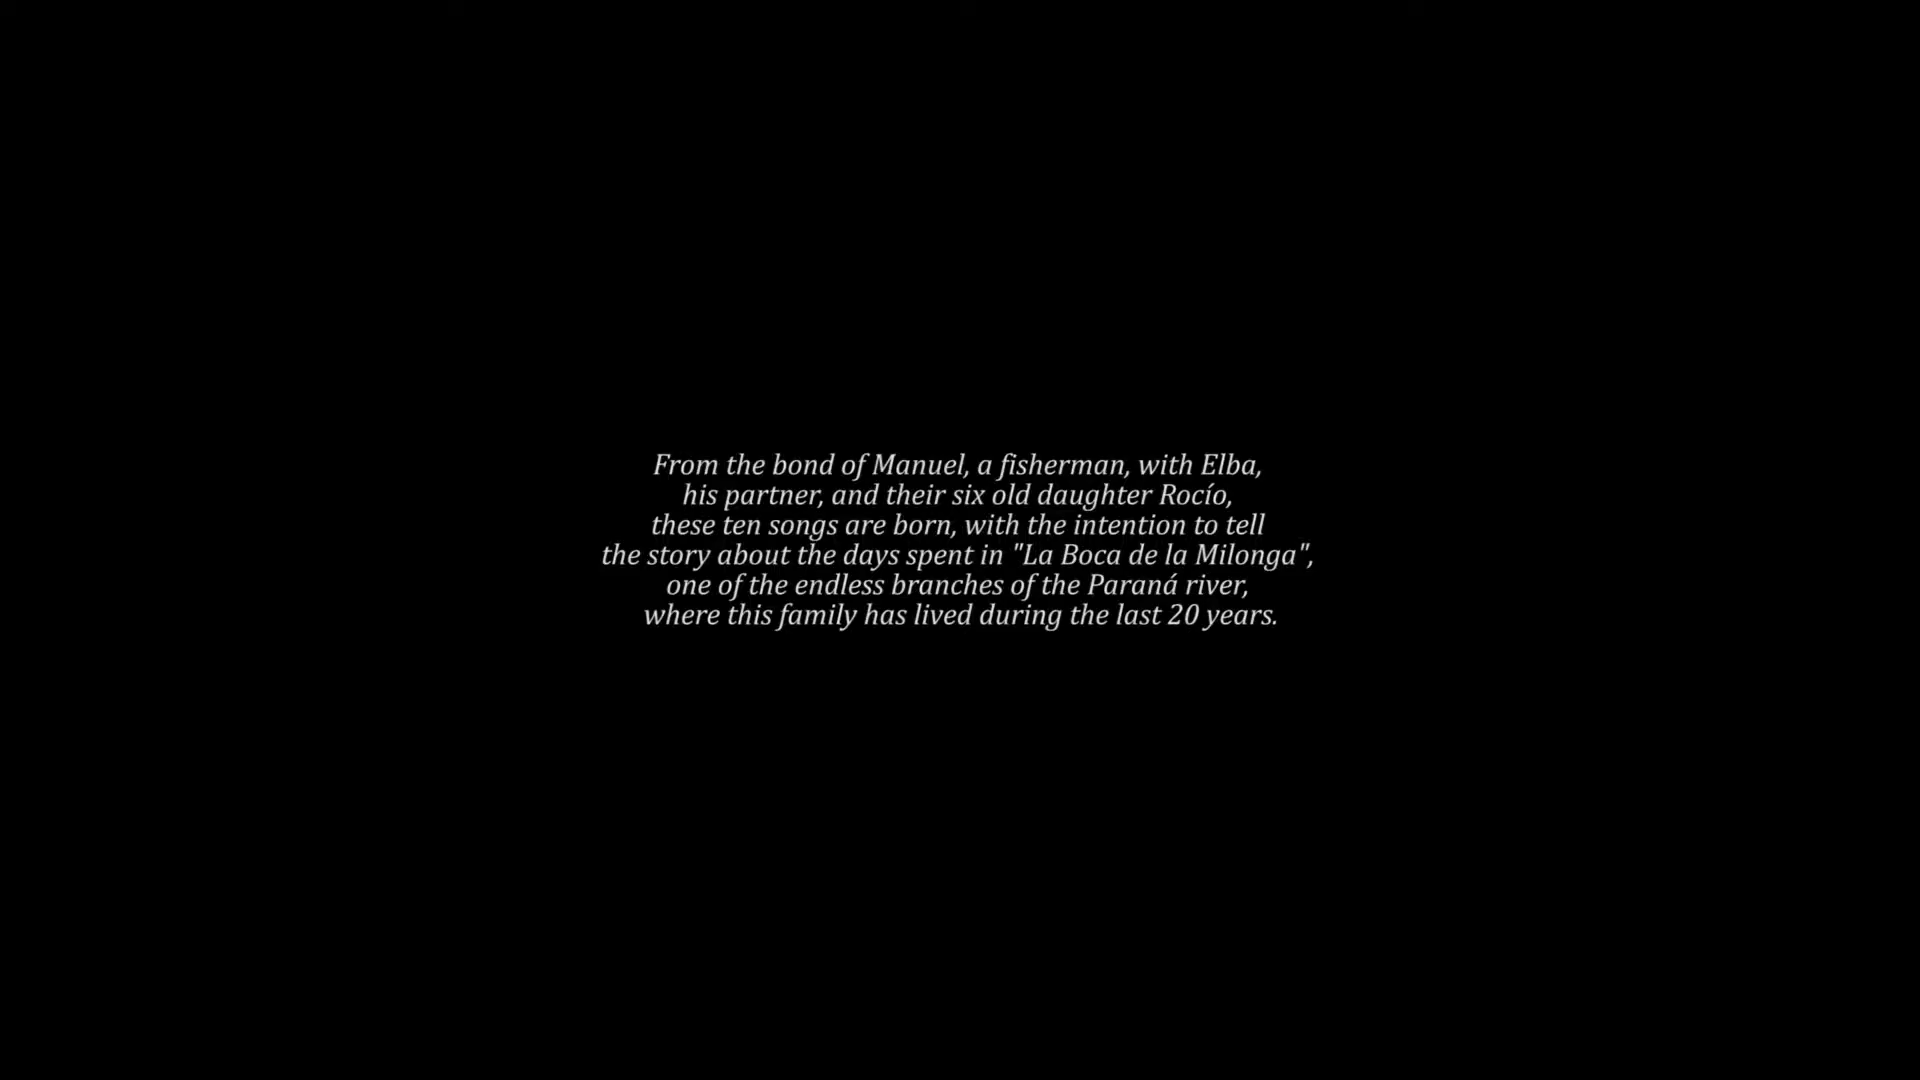 From the bond of Manuel, a fisherman, with Elba,
his partner, and their six old daughter Rocío,
these ten songs are born, with the intention to tell
the story about the days spent in "La Boca de la Milonga",
one of the endless branches of the Paraná river,
where this family has lived during the last 20 years.